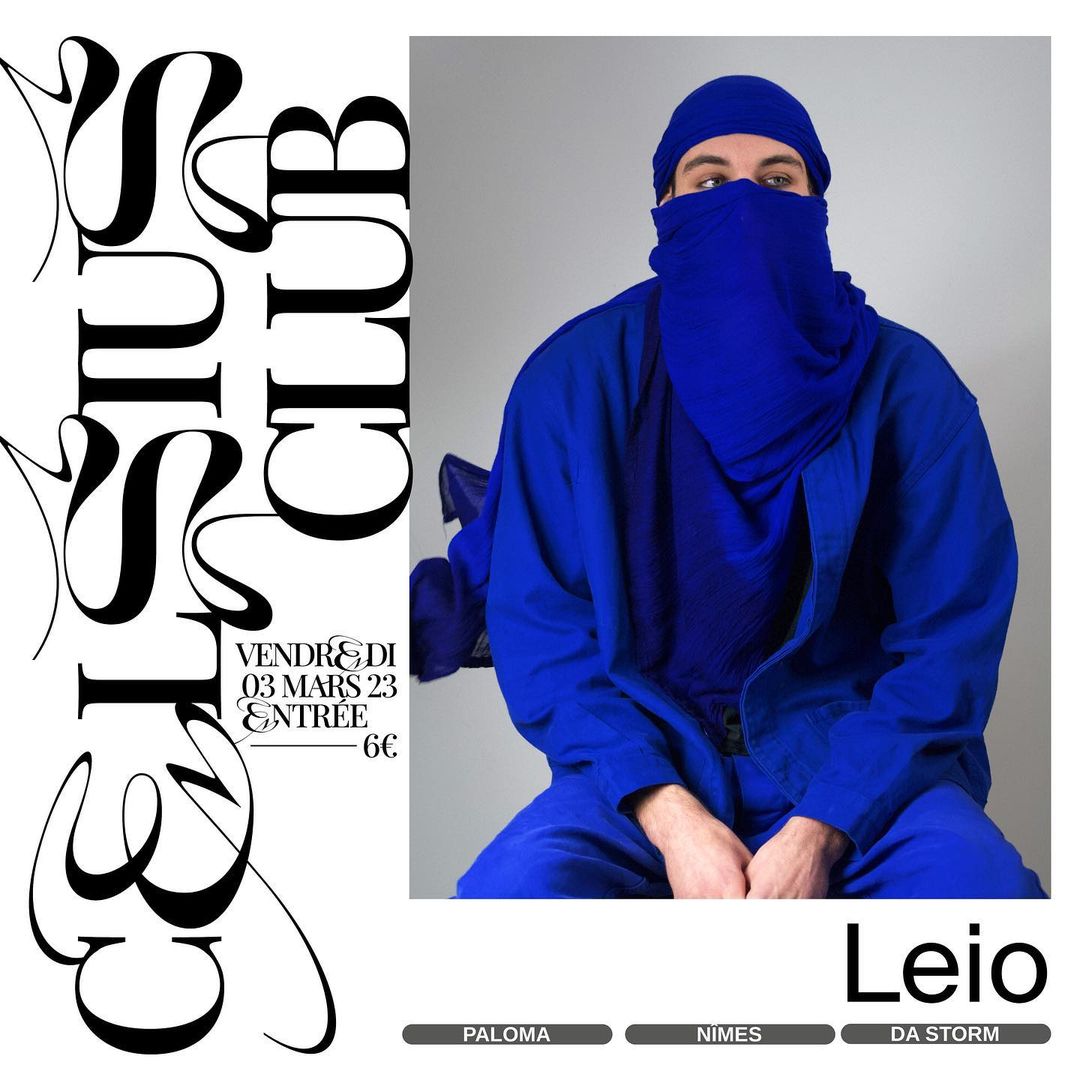 CELSIUS
CLUB
VENDREDI
03 MARS 23
ENTRÉE
6€
Leio
PALOMA
NÎMES
DA STORM